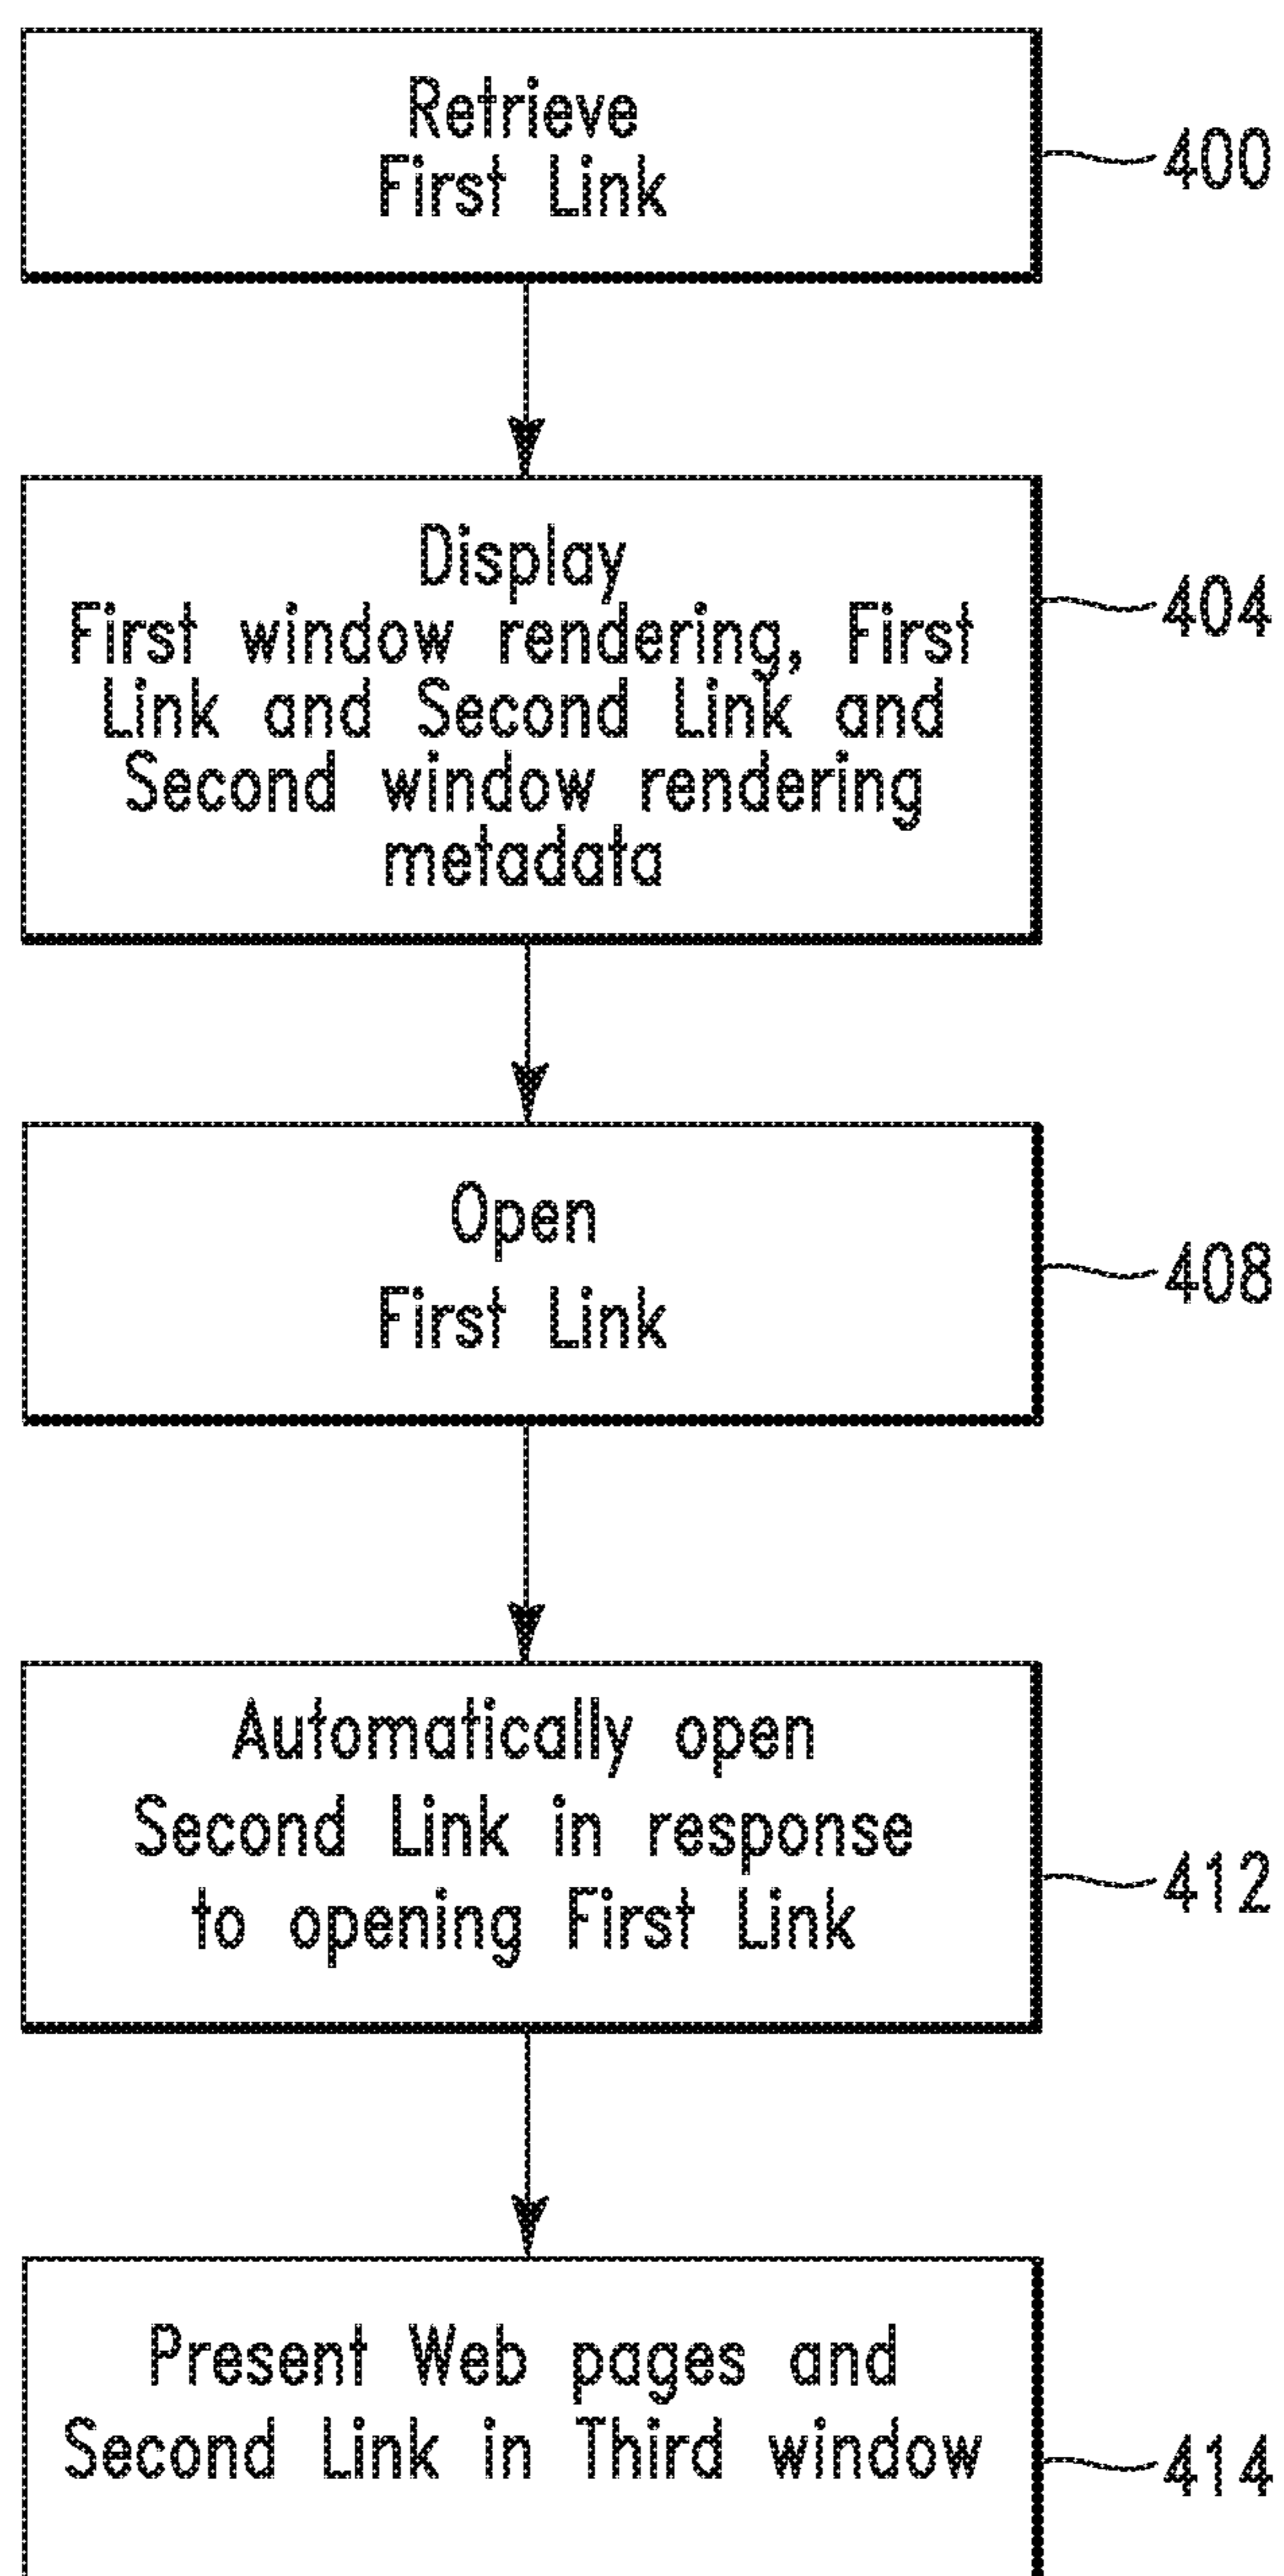 Retrieve
First Link
400
Display
First window rendering, First
Link and Second Link and
Second window rendering
metadata
404
Open
First Link
408
Automatically open
Second Link in response
to opening First Link
412
Present Web pages and
Second Link in Third window
414